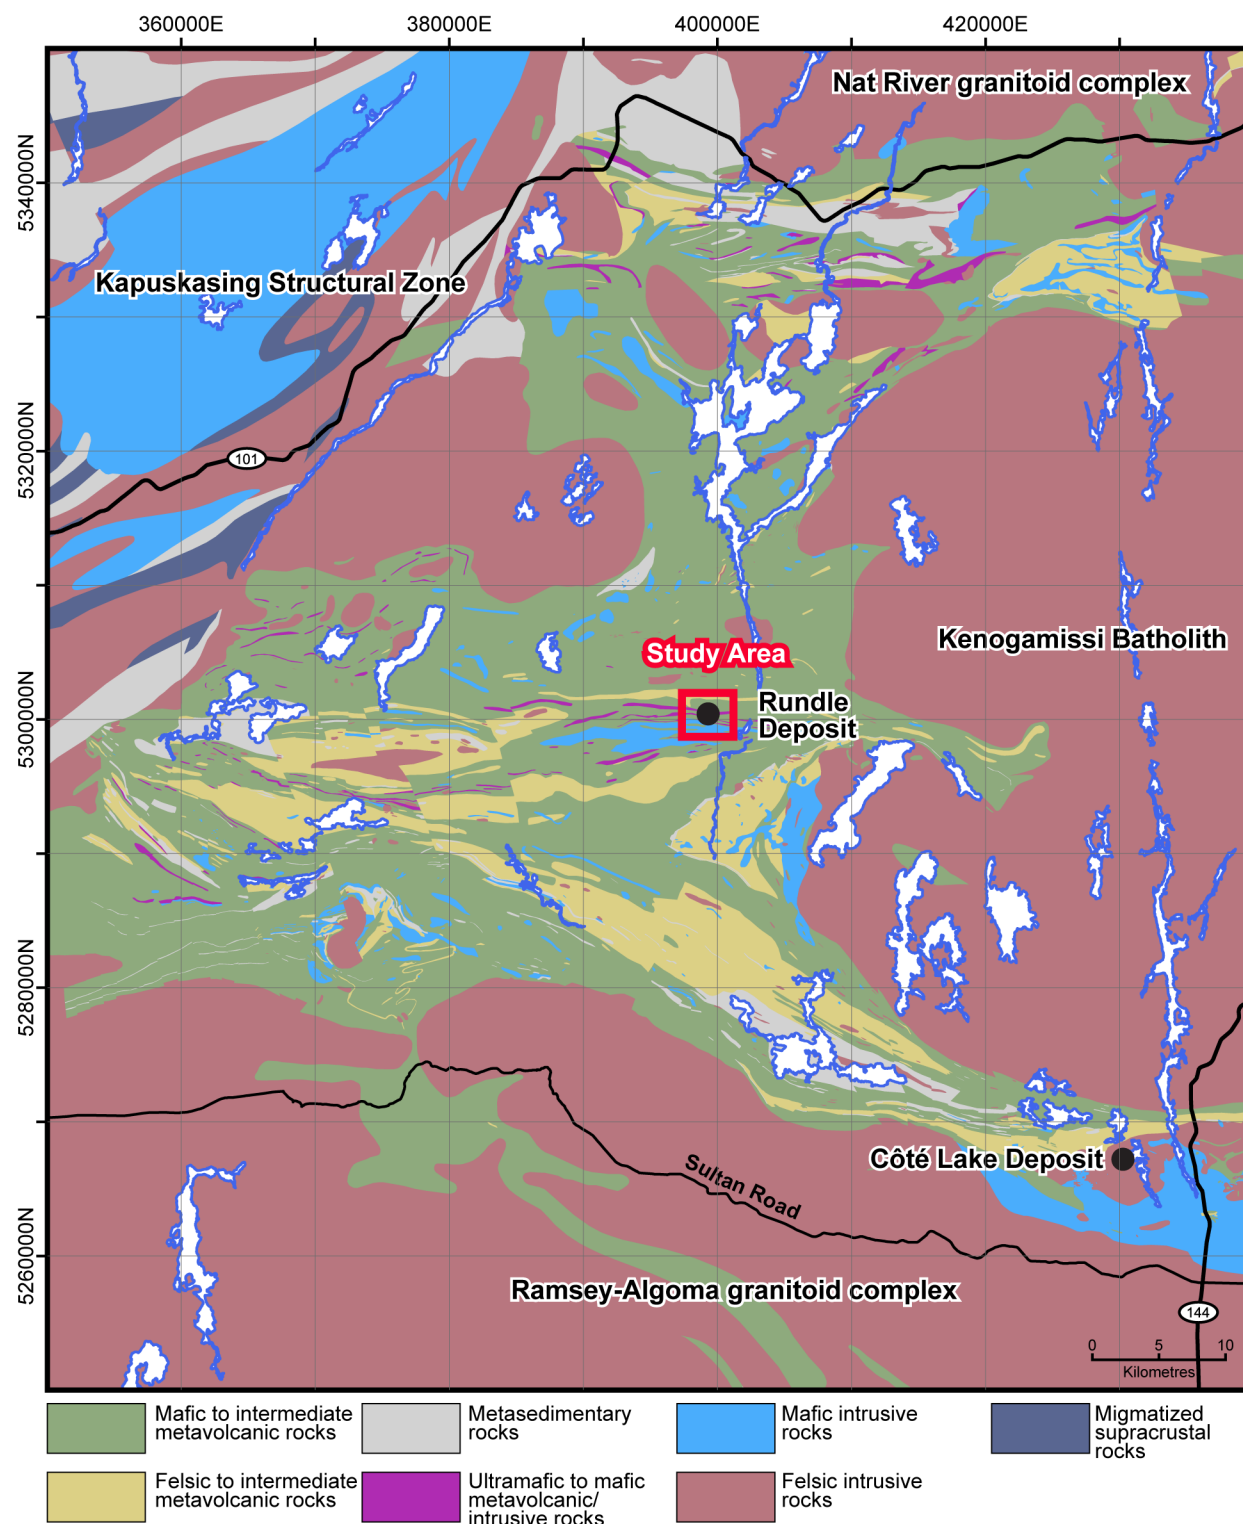 360000E 380000E 400000E 420000E
Nat River granitoid complex
5340000N
Kapuskasing Structural Zone
5320000N
101
Kenogamissi Batholith
Study Area
5300000N
Rundle
Deposit
5280000N
Côté Lake Deposit
Sultan Road
5260000N
Ramsey-Algoma granitoid complex
144
0 5 10
Kilometres
Mafic to intermediate
metavolcanic rocks
Metasedimentary
rocks
Mafic intrusive
rocks
Migmatized
supracrustal
rocks
Felsic to intermediate
metavolcanic rocks
Ultramafic to mafic
metavolcanic/
intrusive rocks
Felsic intrusive
rocks